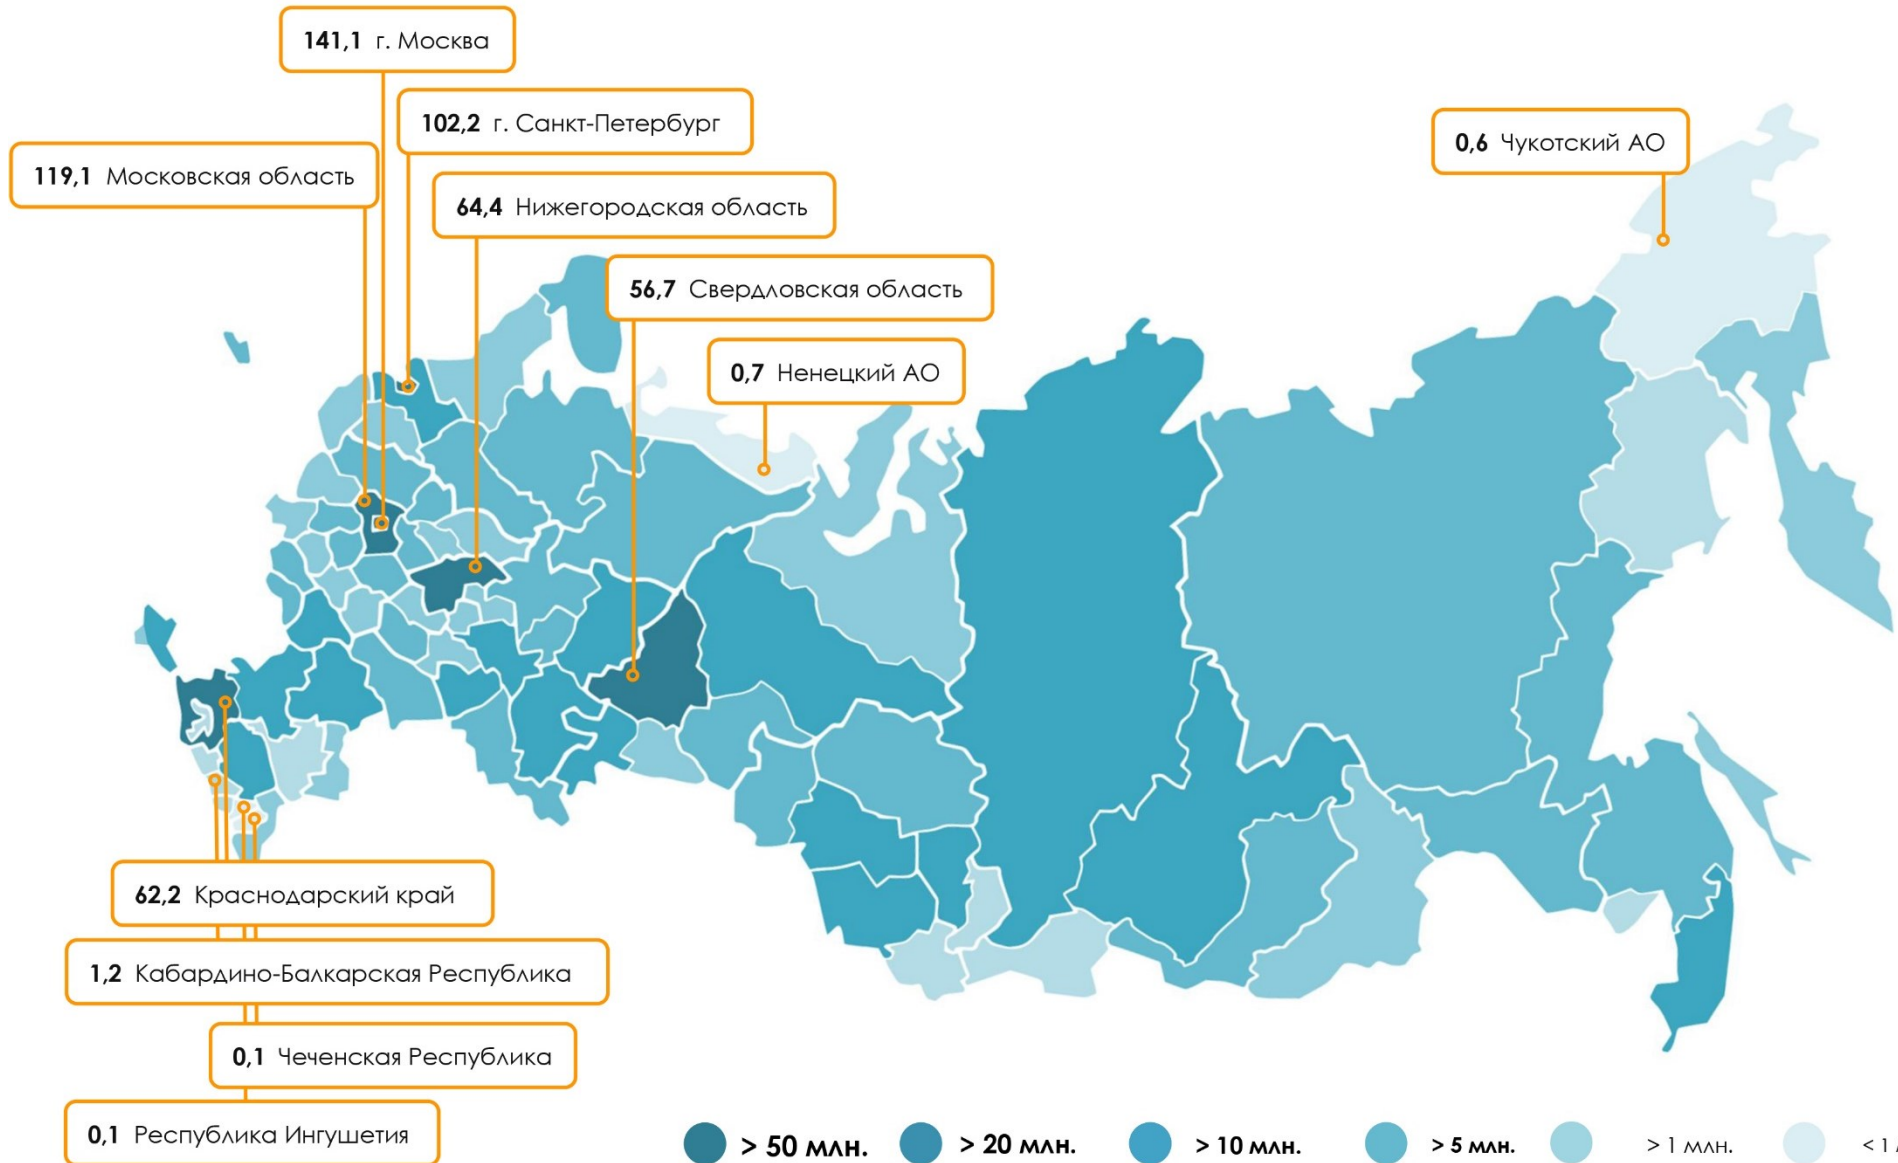 141,1 г. Москва
102,2 г. Санкт-Петербург
119,1 Московская область
64,4 Нижегородская область
56,7 Свердловская область
0,7 Ненецкий АО
0,6 Чукотский АО
62,2 Краснодарский край
1,2 Кабардино-Балкарская Республика
0,1 Чеченская Республика
0,1 Республика Ингушетия
> 50 млн. > 20 млн. > 10 млн. > 5 млн. > 1 млн. < 1